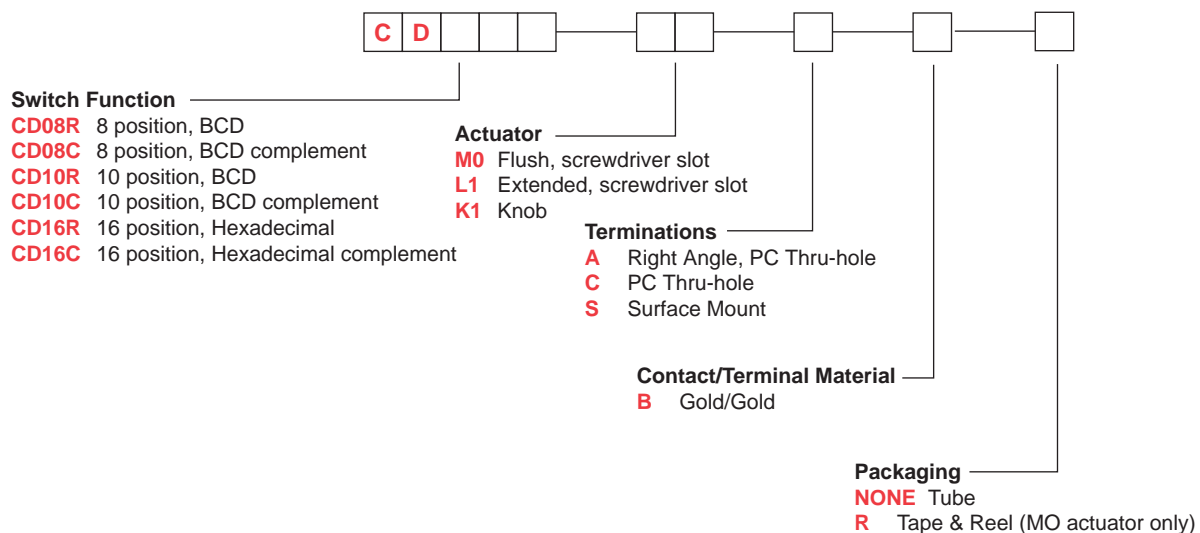 C D
Switch Function
CD08R 8 position, BCD
CD08C 8 position, BCD complement
CD10R 10 position, BCD
CD10C 10 position, BCD complement
CD16R 16 position, Hexadecimal
CD16C 16 position, Hexadecimal complement
Actuator
M0 Flush, screwdriver slot
L1 Extended, screwdriver slot
K1 Knob
Terminations
A Right Angle, PC Thru-hole
C PC Thru-hole
S Surface Mount
Contact/Terminal Material
B Gold/Gold
Packaging
NONE Tube
R Tape & Reel (MO actuator only)